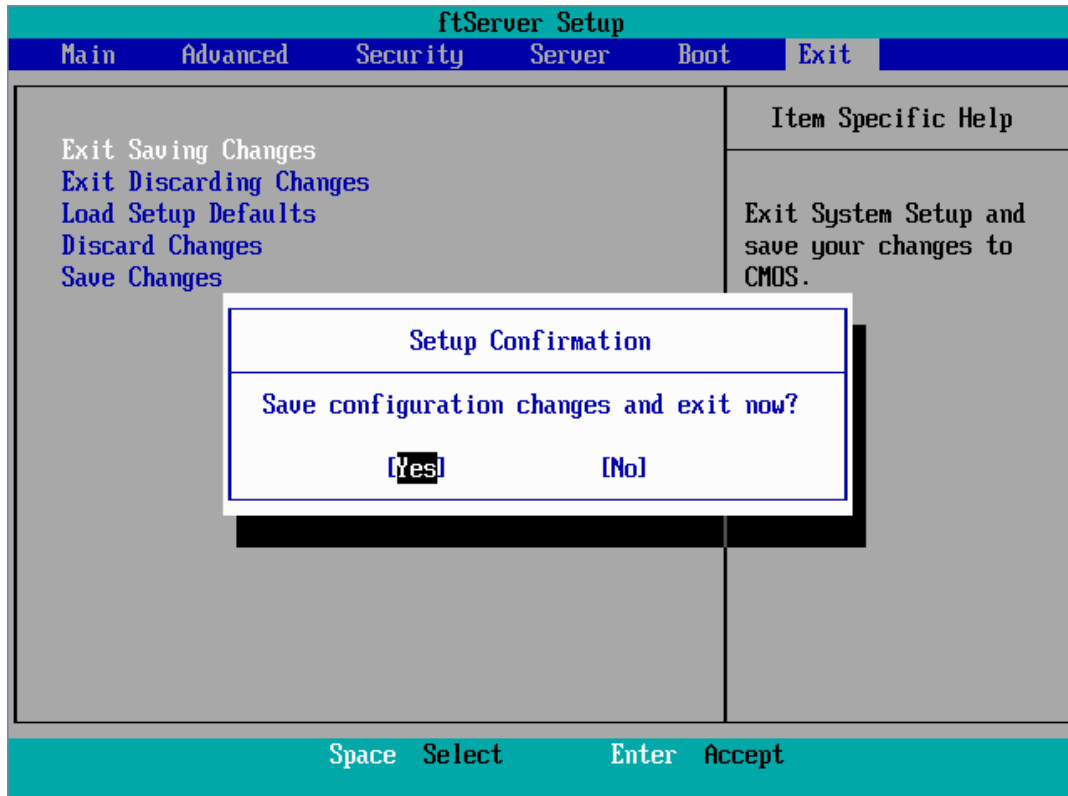 ftServer Setup
Main Advanced Security Server Boot Exit
Exit Saving Changes
Exit Discarding Changes
Load Setup Defaults
Discard Changes
Save Changes
Item Specific Help
Exit System Setup and
save your changes to
CMOS.
Setup Confirmation
Save configuration changes and exit now?
[Yes] [No]
Space Select Enter Accept